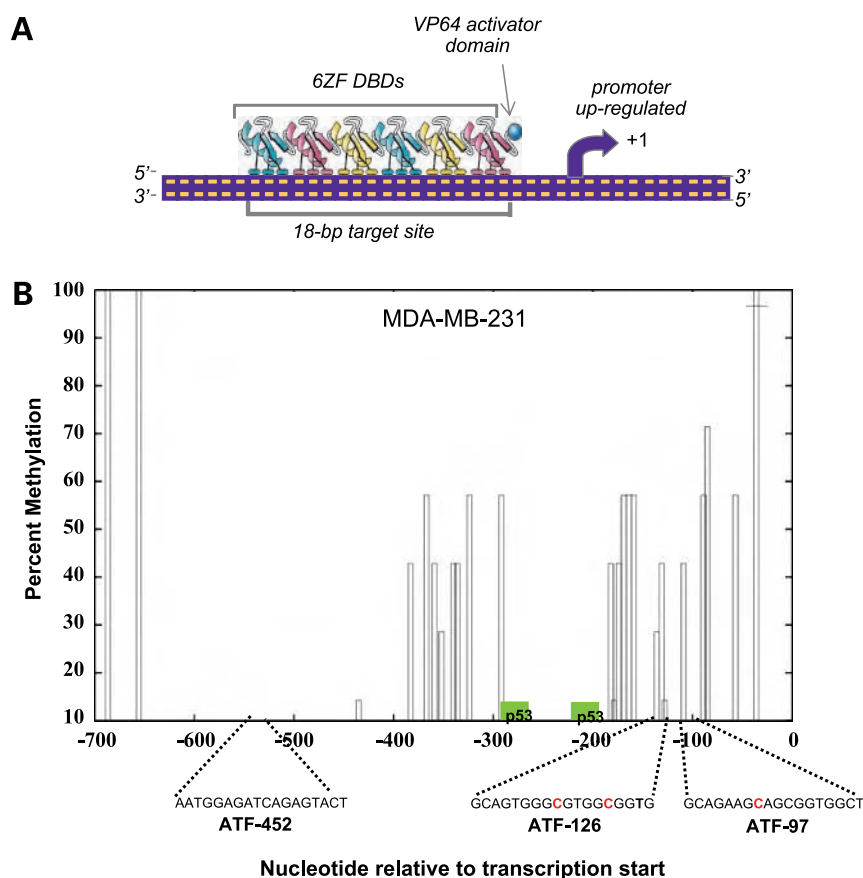 A
VP64 activator
domain
6ZF DBDs
promoter
up-regulated
+1
5’
3’
3’
5’
18-bp target site
B
MDA-MB-231
Percent Methylation
100
90
80
70
60
50
40
30
20
10
p53
p53
-700
-600
-500
-400
-300
-200
-100
0
AATGGAGATCAGAGTACT
GCAGTGGGCGTGGCGGTG
GCAGAAGCAGCGGTGGCT
ATF-452
ATF-126
ATF-97
Nucleotide relative to transcription start